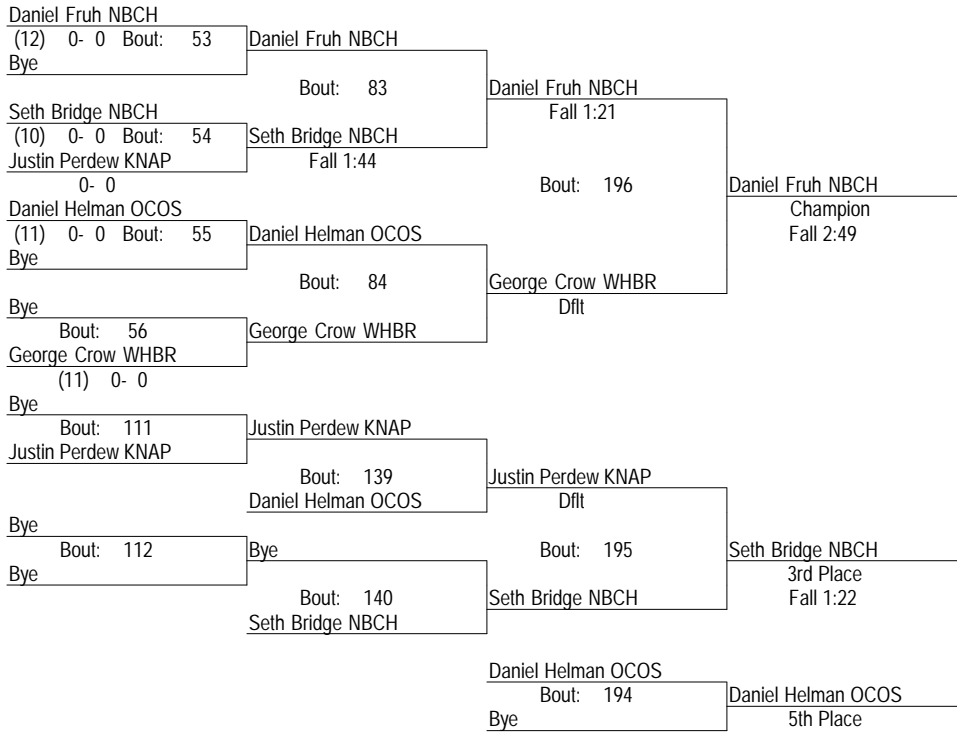 Daniel Fruh NBCH
(12) 0- 0 Bout: 53
Daniel Fruh NBCH
Bye
Bout: 83
Daniel Fruh NBCH
Seth Bridge NBCH
Fall 1:21
(10) 0- 0 Bout: 54
Seth Bridge NBCH
Justin Perdew KNAP
Fall 1:44
0- 0
Bout: 196
Daniel Fruh NBCH
Daniel Helman OCOS
Champion
(11) 0- 0 Bout: 55
Daniel Helman OCOS
Fall 2:49
Bye
Bout: 84
George Crow WHBR
Bye
Dflt
Bout: 56
George Crow WHBR
George Crow WHBR
(11) 0- 0
Bye
Bout: 111
Justin Perdew KNAP
Justin Perdew KNAP
Bout: 139
Justin Perdew KNAP
Daniel Helman OCOS
Dflt
Bye
Bout: 112
Bye
Bout: 195
Seth Bridge NBCH
Bye
3rd Place
Bout: 140
Seth Bridge NBCH
Fall 1:22
Seth Bridge NBCH
Daniel Helman OCOS
Bout: 194
Daniel Helman OCOS
Bye
5th Place